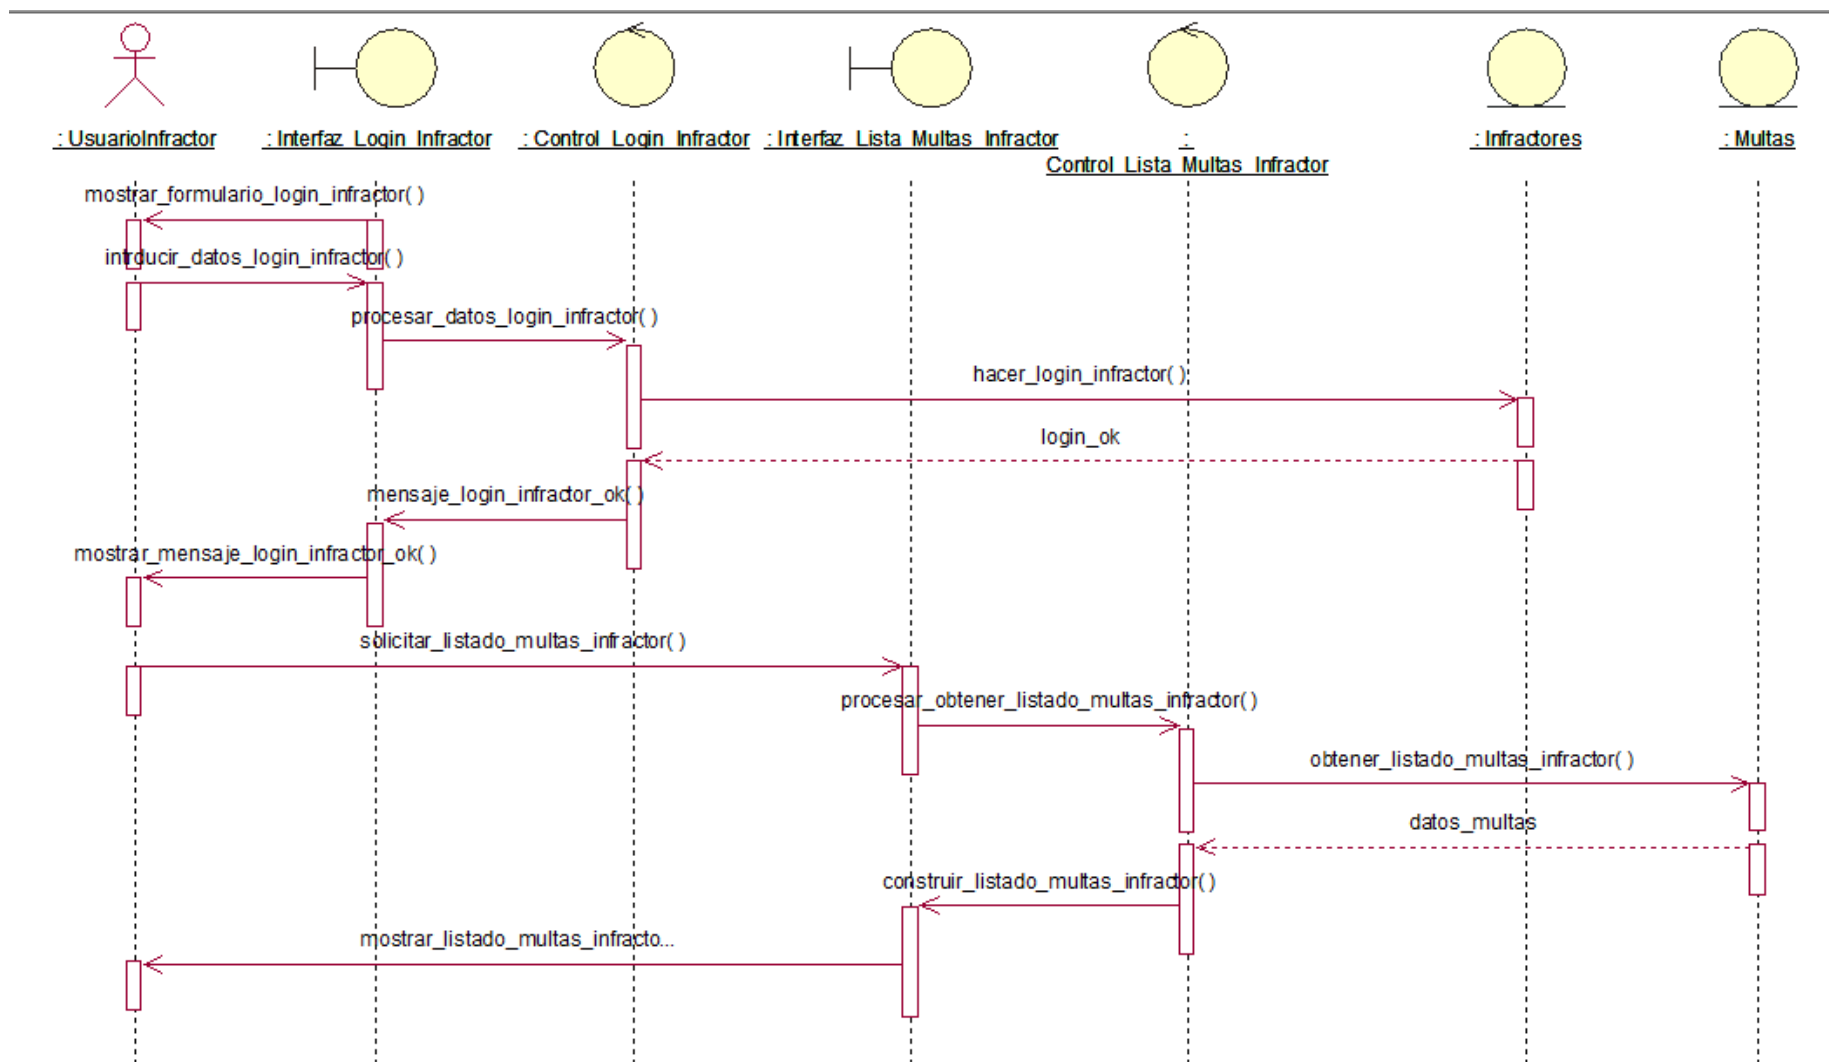 : UsuarioInfractor
: Interfaz_Login_Infractor
: Control_Login_Infractor
: Interfaz_Lista_Multas_Infractor
:
Control_Lista_Multas_Infractor
: Infractores
: Multas
mostrar_formulario_login_infractor( )
intrducir_datos_login_infractor( )
procesar_datos_login_infractor( )
hacer_login_infractor( )
login_ok
mensaje_login_infractor_ok( )
mostrar_mensaje_login_infractor_ok( )
solicitar_listado_multas_infractor( )
procesar_obtener_listado_multas_infractor( )
obtener_listado_multas_infractor( )
datos_multas
construir_listado_multas_infractor( )
mostrar_listado_multas_infracto...